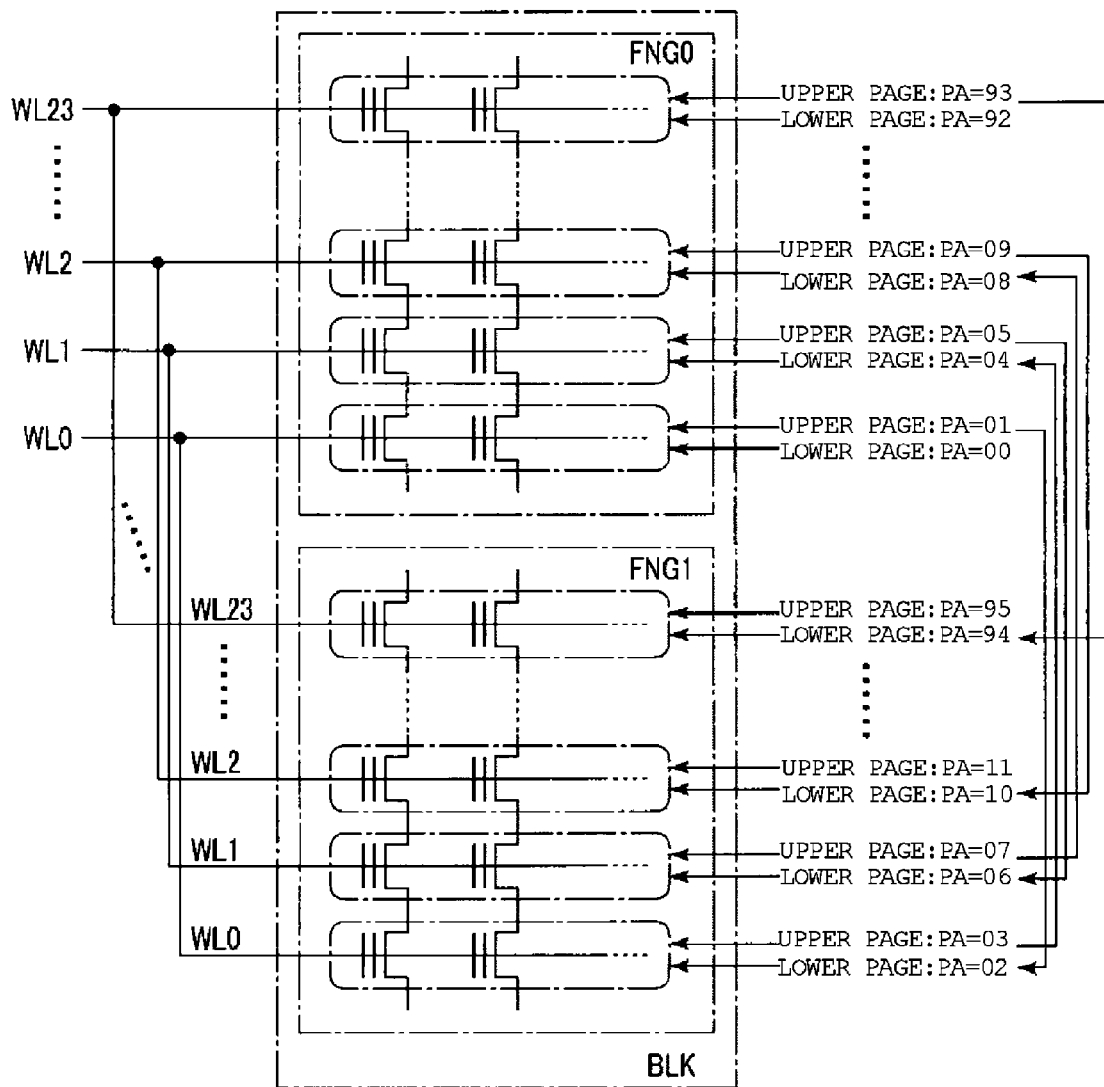 FNG0
WL23
UPPER PAGE:PA=93
LOWER PAGE:PA=92
WL2
UPPER PAGE:PA=09
LOWER PAGE:PA=08
WL1
UPPER PAGE:PA=05
LOWER PAGE:PA=04
WL0
UPPER PAGE:PA=01
LOWER PAGE:PA=00
FNG1
WL23
UPPER PAGE:PA=95
LOWER PAGE:PA=94
WL2
UPPER PAGE:PA=11
LOWER PAGE:PA=10
WL1
UPPER PAGE:PA=07
LOWER PAGE:PA=06
WL0
UPPER PAGE:PA=03
LOWER PAGE:PA=02
BLK